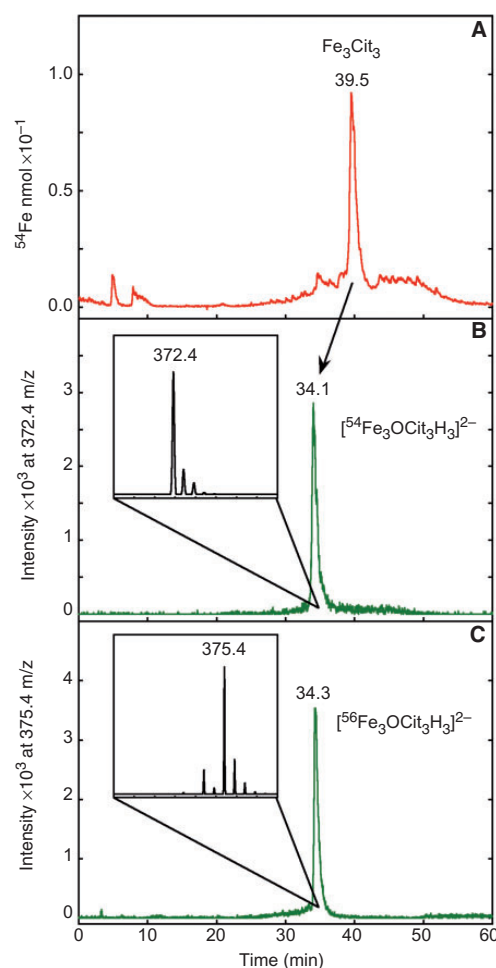 A
Fe₃Cit₃
39.5
⁵⁴Fe nmol ×10⁻¹
1.0
0.5
0.0
B
372.4
34.1
[⁵⁴Fe₃OCit₃H₃]²⁻
Intensity ×10³ at 372.4 m/z
3
2
1
0
C
375.4
34.3
[⁵⁶Fe₃OCit₃H₃]²⁻
Intensity ×10³ at 375.4 m/z
4
3
2
1
0
0 10 20 30 40 50 60
Time (min)